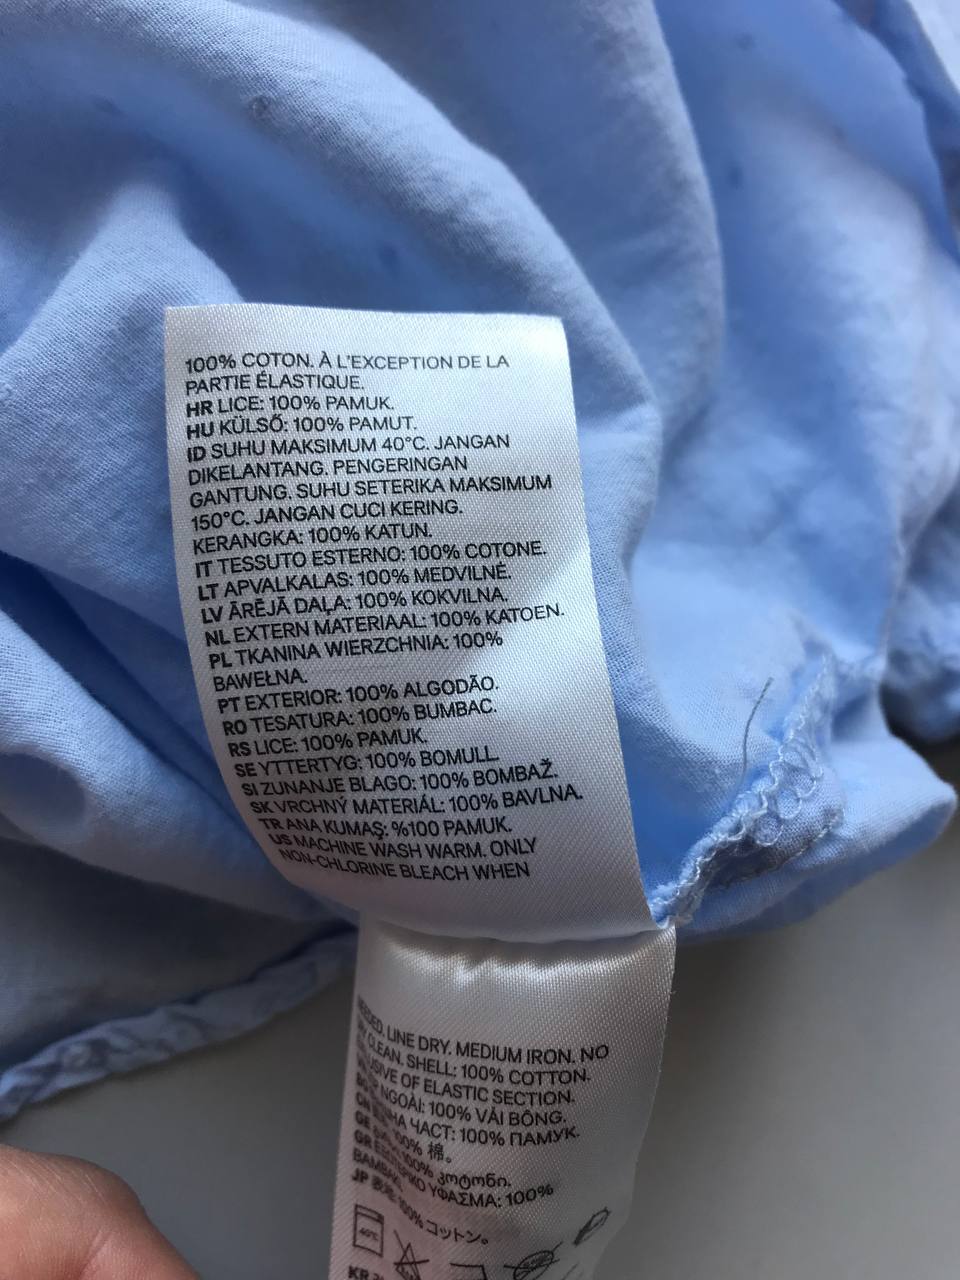 100% COTON. À L'EXCEPTION DE LA
PARTIE ÉLASTIQUE.
HR LICE: 100% PAMUK.
HU KÜLSŐ: 100% PAMUT.
ID SUHU MAKSIMUM 40°C. JANGAN
DIKELANTANG. PENGERINGAN
GANTUNG. SUHU SETERIKA MAKSIMUM
150°C. JANGAN CUCI KERING.
KERANGKA: 100% KATUN.
IT TESSUTO ESTERNO: 100% COTONE.
LT APVALKALAS: 100% MEDVILNĖ.
LV ĀRĒJĀ DAĻA: 100% KOKVILNA.
NL EXTERN MATERIAAL: 100% KATOEN.
PL TKANINA WIERZCHNIA: 100%
BAWEŁNA.
PT EXTERIOR: 100% ALGODÃO.
RO TESATURA: 100% BUMBAC.
RS LICE: 100% PAMUK.
SE YTTERTYG: 100% BOMULL.
SI ZUNANJE BLAGO: 100% BOMBAŽ.
SK VRCHNÝ MATERIÁL: 100% BAVLNA.
TR ANA KUMAŞ: %100 PAMUK.
US MACHINE WASH WARM. ONLY
NON-CHLORINE BLEACH WHEN
LINE DRY. MEDIUM IRON. NO
CLEAN. SHELL: 100% COTTON.
OF ELASTIC SECTION.
NGOÀI: 100% VẢI BÔNG.
ЧАСТ: 100% ПАМУК.
100% 棉。
GE 100% კოტონი.
GR ΥΦΑΣΜΑ: 100%
JP 100% コットン。
40°C
KR